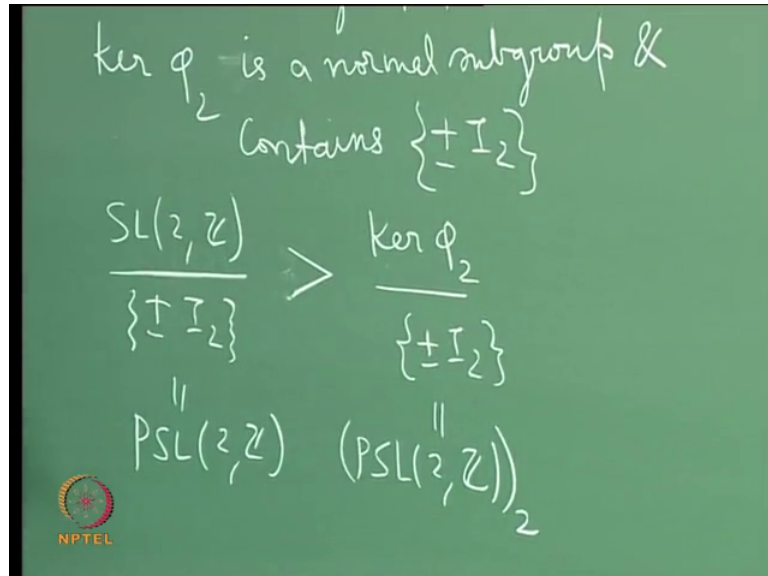 ker φ₂ is a normal subgroup &
contains {± I₂}
SL(2, ℤ) / {± I₂} > ker φ₂ / {± I₂}
|| ||
PSL(2, ℤ) (PSL(2, ℤ))₂
NPTEL